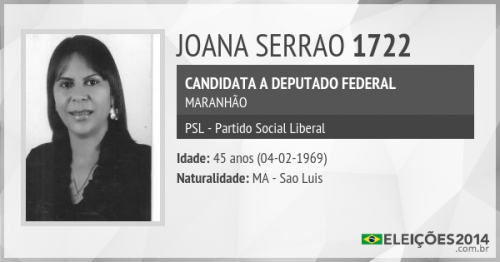 JOANA SERRAO 1722
CANDIDATA A DEPUTADO FEDERAL
MARANHÃO
PSL - Partido Social Liberal
Idade: 45 anos (04-02-1969)
Naturalidade: MA - Sao Luis
ELEIÇÕES2014
.com.br